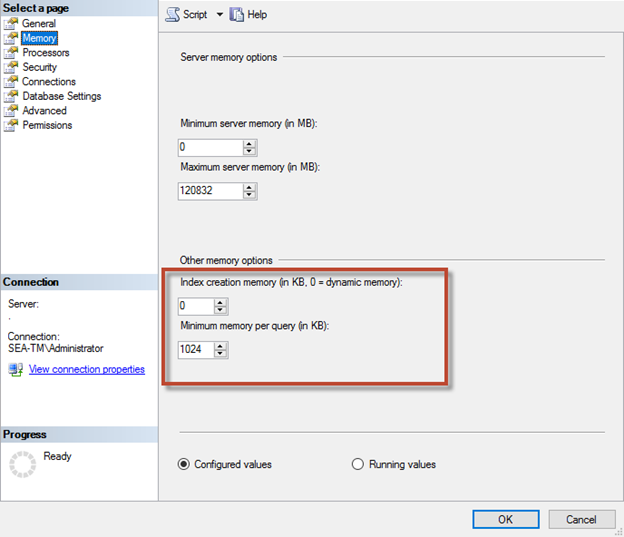 Select a page
General
Memory
Processors
Security
Connections
Database Settings
Advanced
Permissions
Connection
Server:
.
Connection:
SEA-TM\Administrator
View connection properties
Progress
Ready
Script
Help
Server memory options
Minimum server memory (in MB):
0
Maximum server memory (in MB):
120832
Other memory options
Index creation memory (in KB, 0 = dynamic memory):
0
Minimum memory per query (in KB):
1024
Configured values
Running values
OK
Cancel